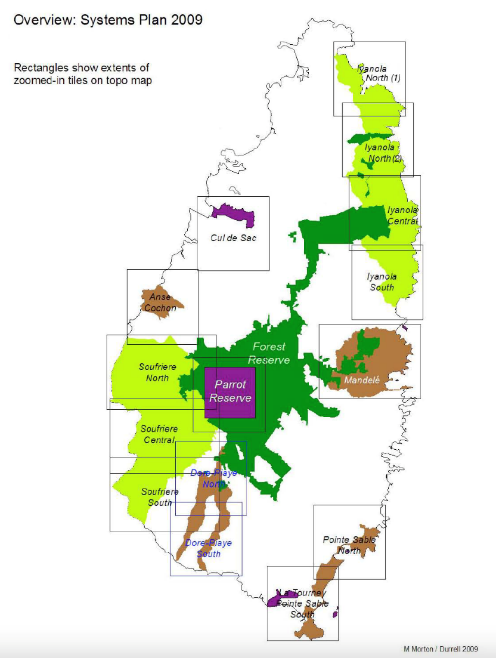 Overview: Systems Plan 2009
Rectangles show extents of
zoomed-in tiles on topo map
Iyanola
North (1)
Iyanola
North(2)
Iyanola
Central
Cul de Sac
Iyanola
South
Anse
Cochon
Forest
Reserve
Soufriere
North
Mandelé
Parrot
Reserve
Soufriere
Central
Dore-Piaye
North
Soufriere
South
Dore-Piaye
South
Pointe Sable
North
Tourney
Pointe Sable
South
M Morton / Durrell 2009